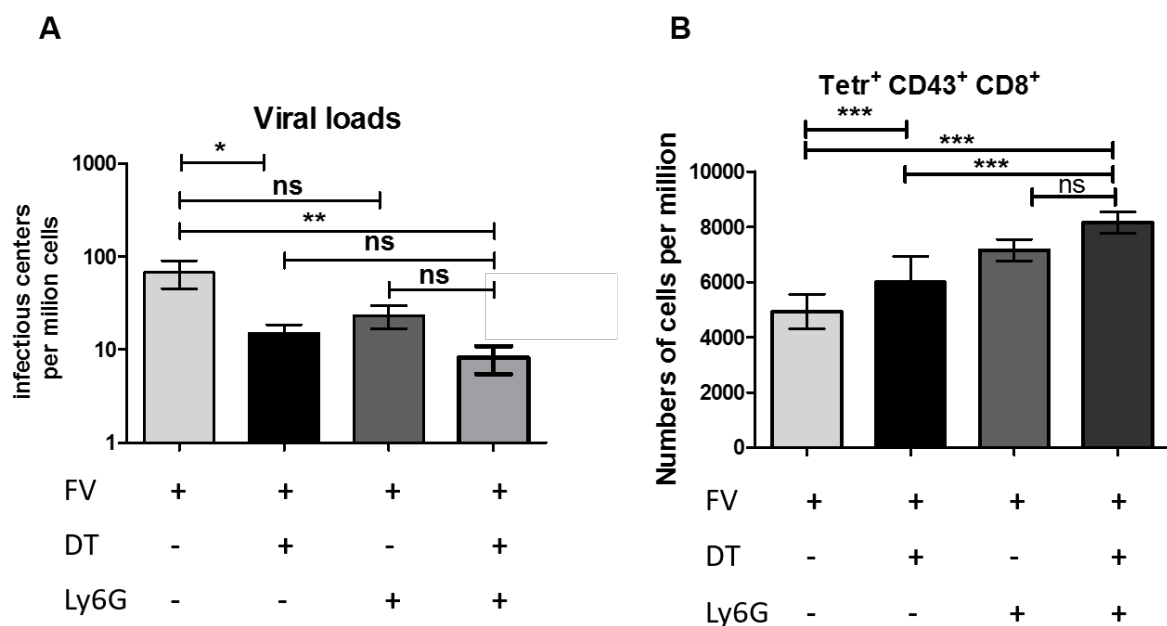 A
Viral loads
infectious centers
per milion cells
1000
100
10
1
*
ns
**
ns
ns
FV + + + +
DT - + - +
Ly6G - - + +
B
Tetr+ CD43+ CD8+
Numbers of cells per million
10000
8000
6000
4000
2000
0
***
***
***
ns
FV + + + +
DT - + - +
Ly6G - - + +